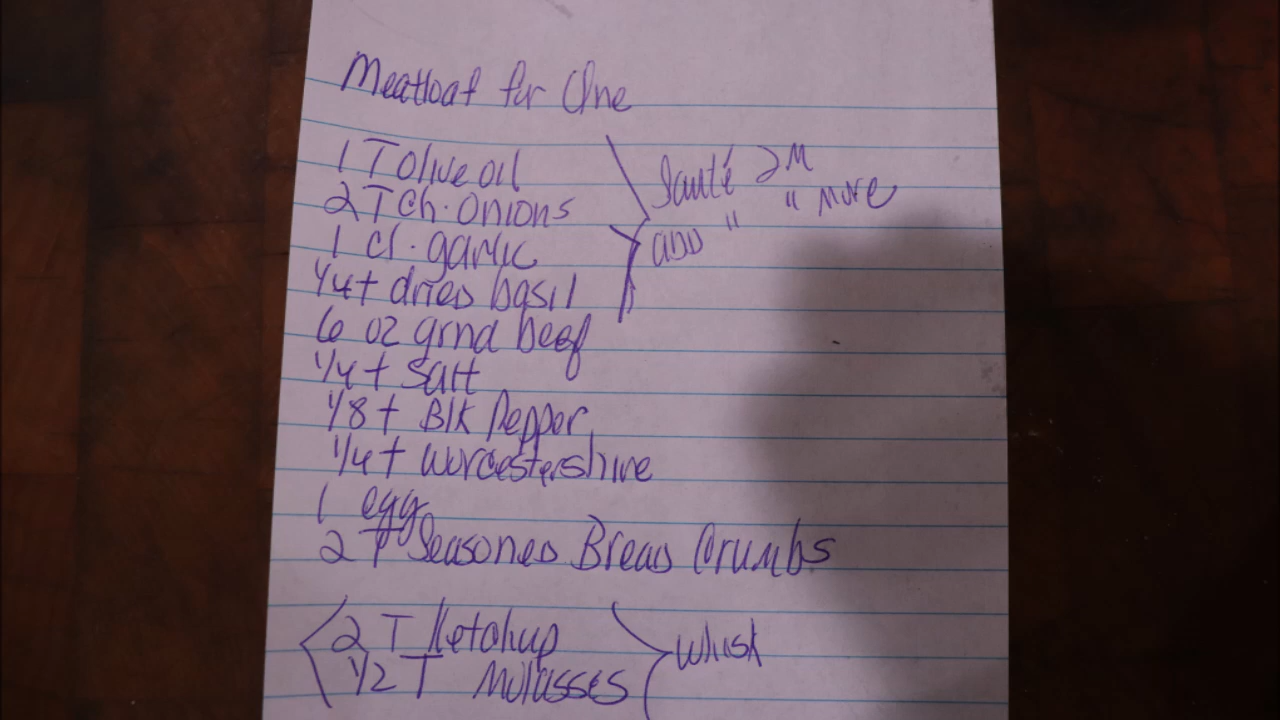 Meatloaf for One
1 T olive oil
2 T Ch. Onions
Sauté 2 M
1 cl. garlic
add " " more
1/4 t dried basil
6 oz grnd beef
1/4 t Salt
1/8 t Blk Pepper
1/4 t Worcestershire
1 egg
2 T Seasoned Bread Crumbs
2 T Ketchup
1/2 T Molasses
Whisk